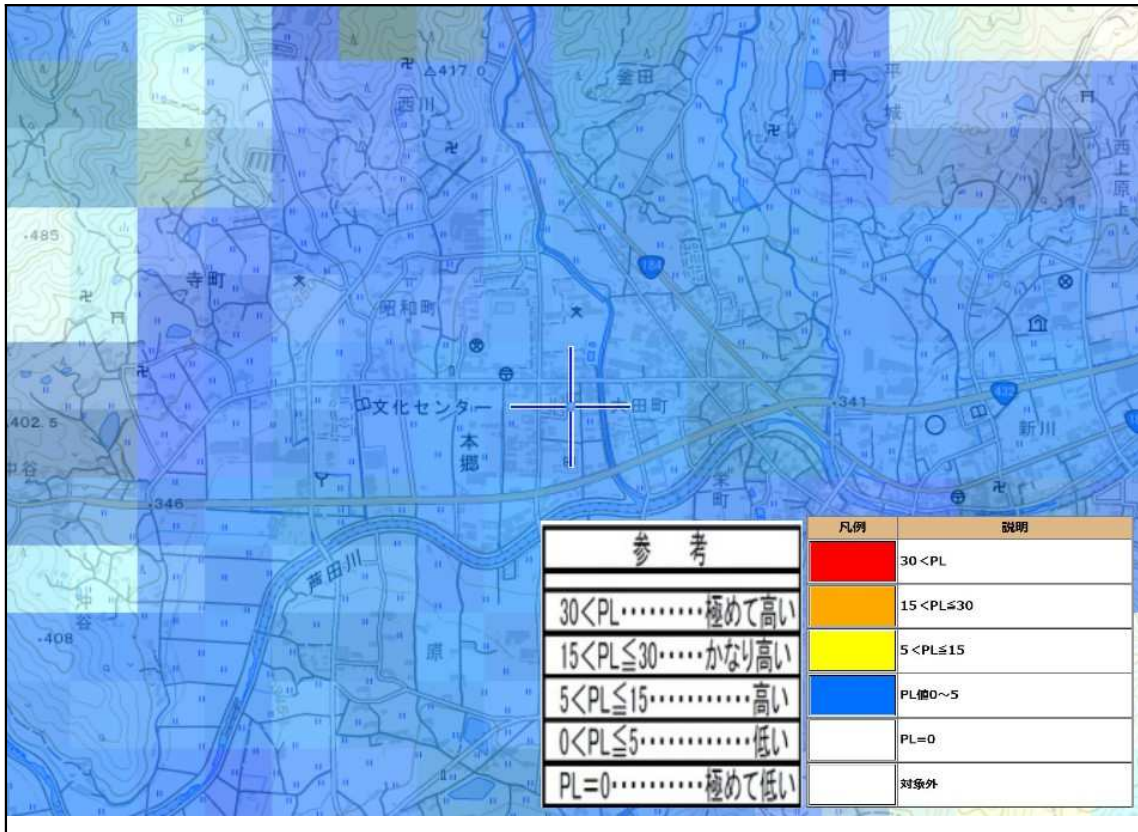 417.0
西川
釜田
平城
西上原上
.485
寺町
昭和町
184
太田町
文化センター
本郷
.341
432
新川
402.5
中谷
.346
栄町
芦田川
.408
原
参 考
30<PL………極めて高い
15<PL≦30……かなり高い
5<PL≦15…………高い
0<PL≦5…………低い
PL=0………極めて低い
凡例 説明
30<PL
15<PL≦30
5<PL≦15
PL値0~5
PL=0
対象外